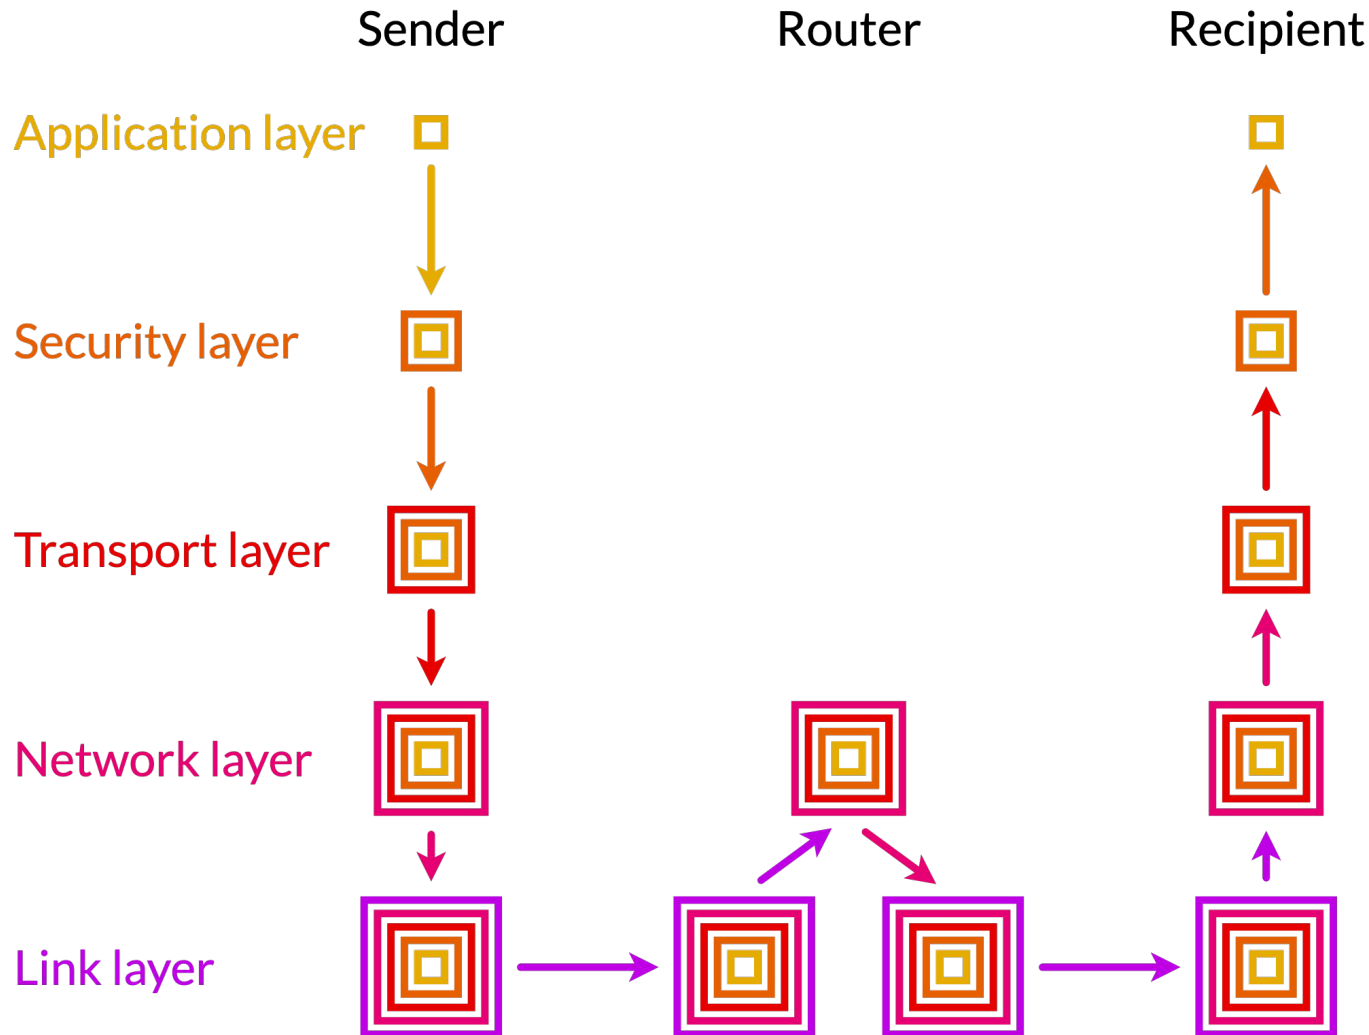 Sender
Router
Recipient
Application layer
Security layer
Transport layer
Network layer
Link layer